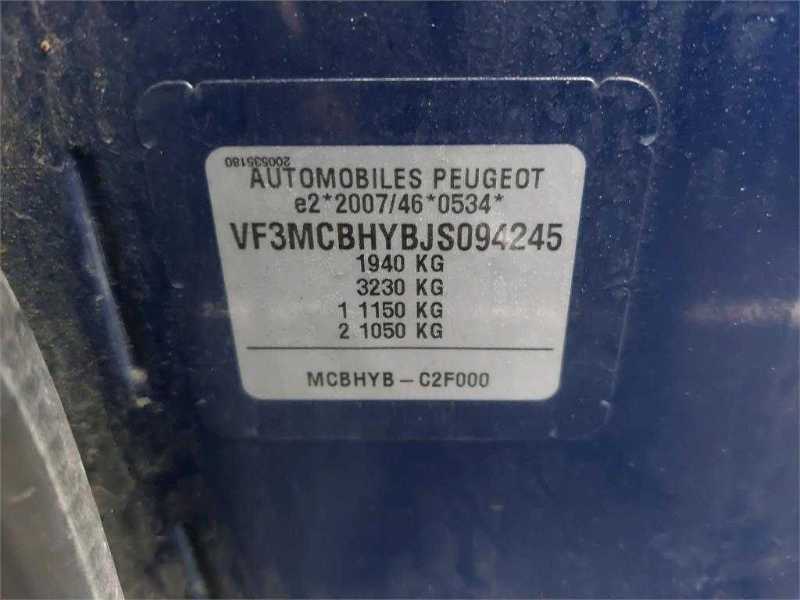 200535180
AUTOMOBILES PEUGEOT
e2*2007/46*0534*
VF3MCBHYBJS094245
1940 KG
3230 KG
1 1150 KG
2 1050 KG
MCBHYB – C2F000